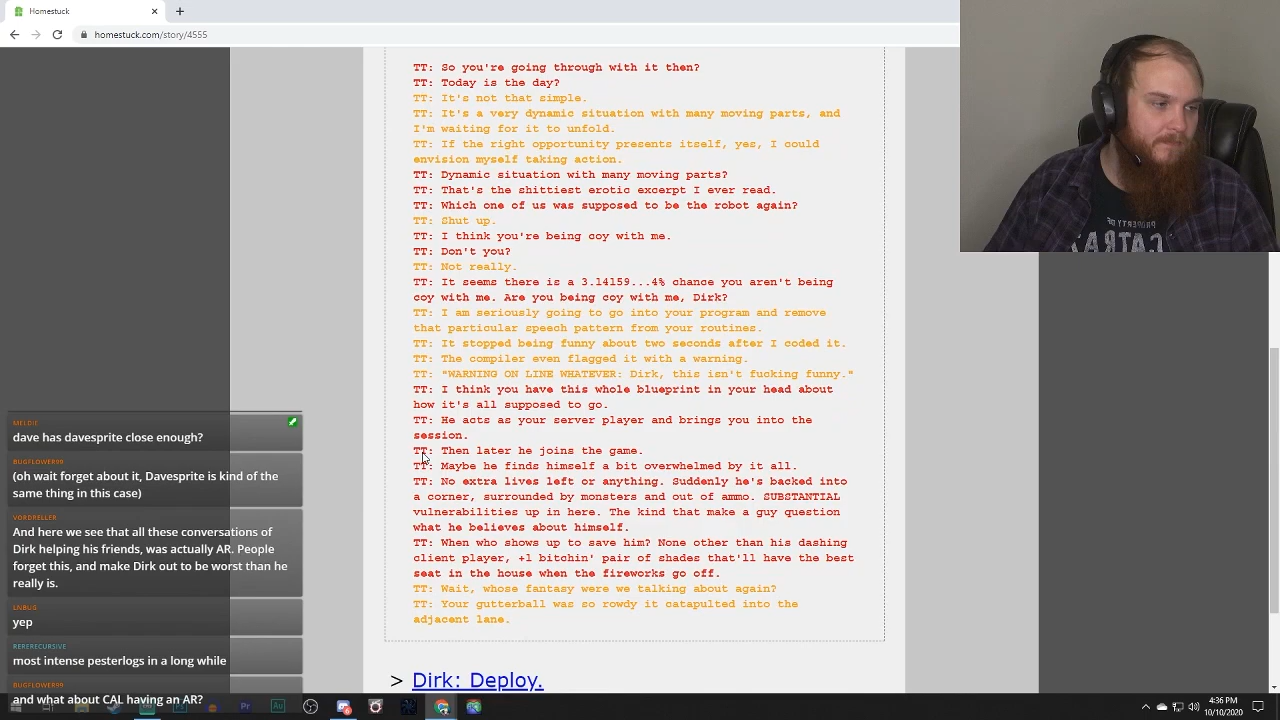 Homestuck
homestuck.com/story/4555
TT: So you're going through with it then?
TT: Today is the day?
TT: It's not that simple.
TT: It's a very dynamic situation with many moving parts, and
I'm waiting for it to unfold.
TT: If the right opportunity presents itself, yes, I could
envision myself taking action.
TT: Dynamic situation with many moving parts?
TT: That's the shittiest erotic excerpt I ever read.
TT: Which one of us was supposed to be the robot again?
TT: Shut up.
TT: I think you're being coy with me.
TT: Don't you?
TT: Not really.
TT: It seems there is a 3.14159...4% chance you aren't being
coy with me. Are you being coy with me, Dirk?
TT: I am seriously going to go into your program and remove
that particular speech pattern from your routines.
TT: It stopped being funny about two seconds after I coded it.
TT: The compiler even flagged it with a warning.
TT: "WARNING ON LINE WHATEVER: Dirk, this isn't fucking funny."
TT: I think you have this whole blueprint in your head about
how it's all supposed to go.
TT: He acts as your server player and brings you into the
session.
TT: Then later he joins the game.
TT: Maybe he finds himself a bit overwhelmed by it all.
TT: No extra lives left or anything. Suddenly he's backed into
a corner, surrounded by monsters and out of ammo. SUBSTANTIAL
vulnerabilities up in here. The kind that make a guy question
what he believes about himself.
TT: When who shows up to save him? None other than his dashing
client player, +1 bitchin' pair of shades that'll have the best
seat in the house when the fireworks go off.
TT: Wait, whose fantasy were we talking about again?
TT: Your gutterball was so rowdy it catapulted into the
adjacent lane.
> Dirk: Deploy.
MELDIE
dave has davesprite close enough?
BUGFLOWER99
(oh wait forget about it, Davesprite is kind of the
same thing in this case)
VORDRELLER
And here we see that all these conversations of
Dirk helping his friends, was actually AR. People
forget this, and make Dirk out to be worst than he
really is.
LNBUG
yep
RERERECURSIVE
most intense pesterlogs in a long while
BUGFLOWER99
and what about CAL having an AR?
PROPERTY OF
4:36 PM
10/10/2020